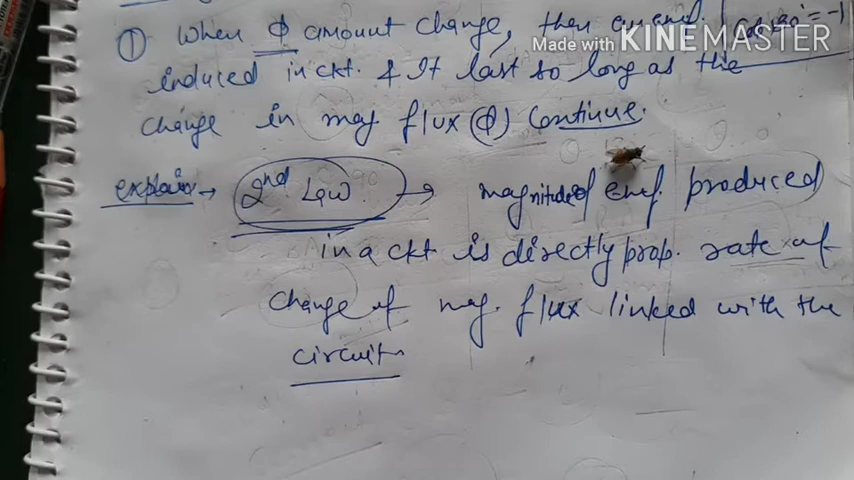 ① When ϕ amount change, then an emf.
Made with KINEMASTER
induced in ckt. & It last so long as the
change in mag flux (ϕ) Continue.
explain → 2nd Law → magnitude of emf. produced
in a ckt is directly prop. rate of
change of mag. flux linked with the
circuit